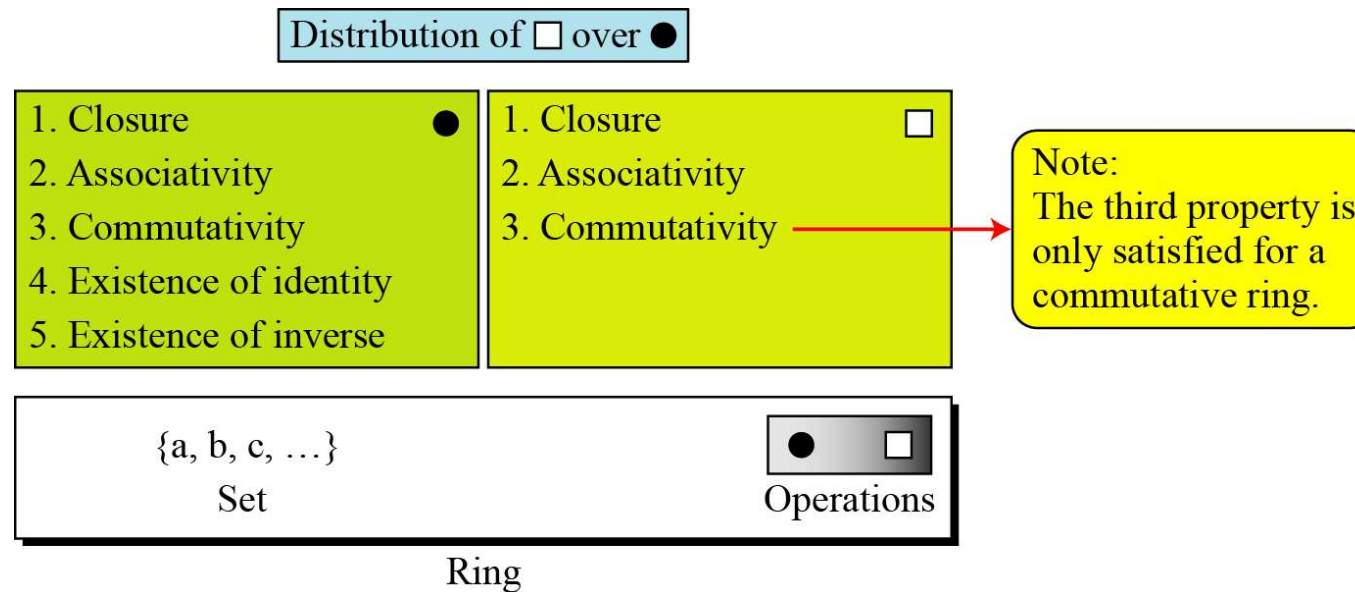 Distribution of □ over ●
1. Closure ●
2. Associativity
3. Commutativity
4. Existence of identity
5. Existence of inverse
1. Closure □
2. Associativity
3. Commutativity
Note:
The third property is
only satisfied for a
commutative ring.
{a, b, c, …}
Set
● □
Operations
Ring